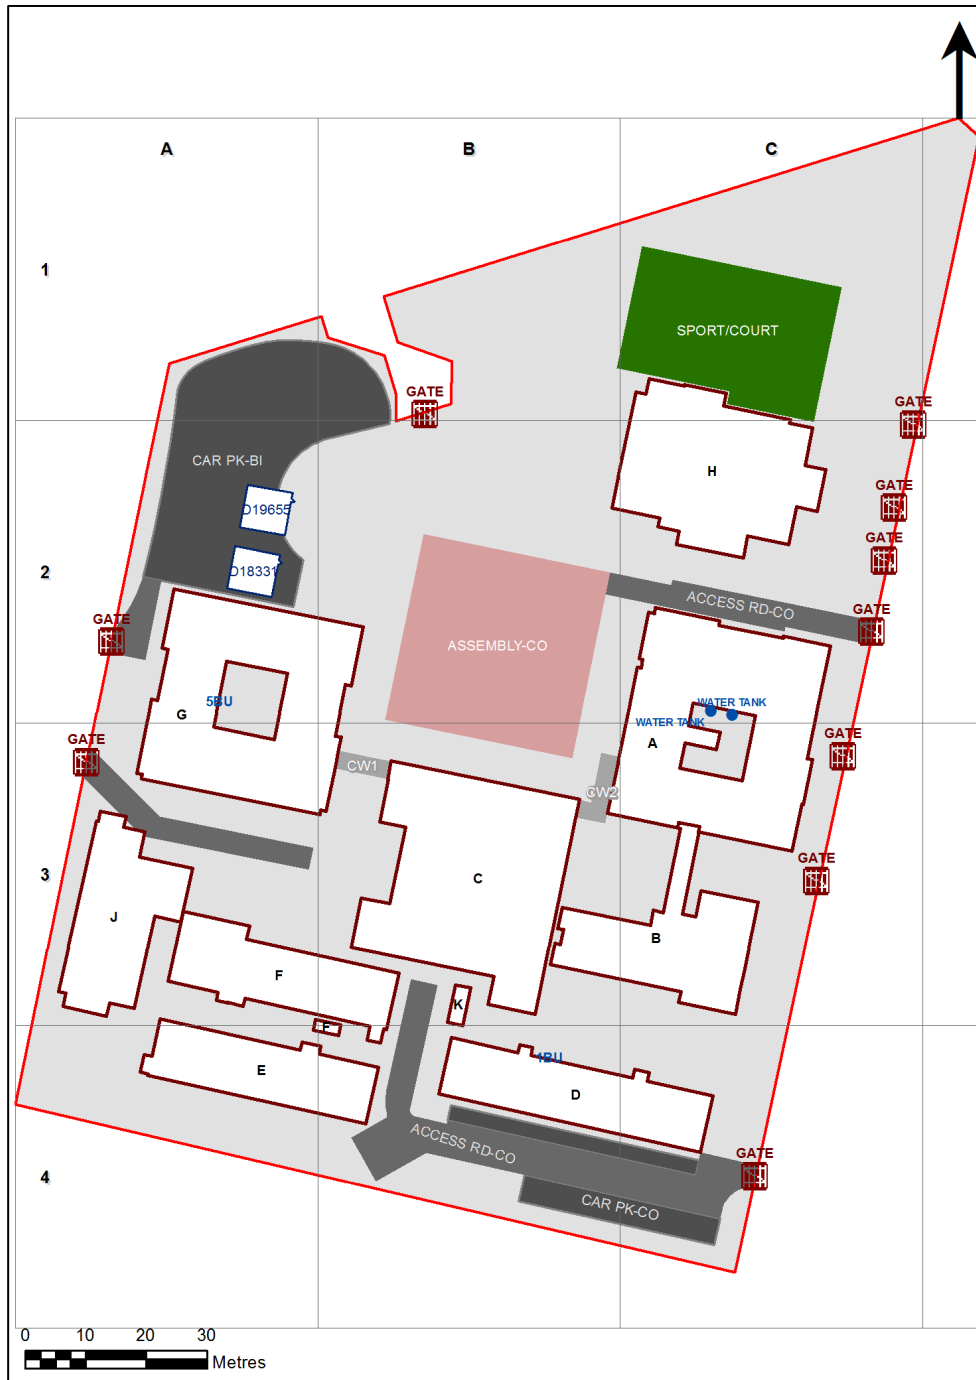 A
B
C
1
SPORT/COURT
GATE
GATE
CAR PK-BI
H
D19655
GATE
GATE
2
D18331
ACCESS RD-CO
GATE
GATE
ASSEMBLY-CO
5BU
G
WATER TANK
WATER TANK
A
GATE
GATE
CW1
CW2
GATE
3
C
J
B
F
K
F
1BU
E
D
ACCESS RD-CO
GATE
4
CAR PK-CO
0 10 20 30
Metres